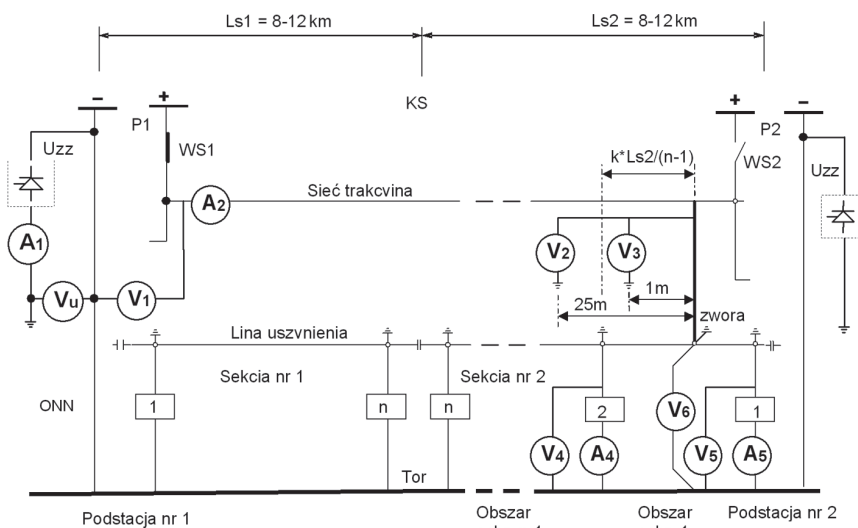 Ls1 = 8-12 km
Ls2 = 8-12 km
−
+
KS
+
−
P1
P2
Uzz
WS1
k*Ls2/(n-1)
WS2
Uzz
Sieć trakcvina
A2
A1
V2
V3
Vu
V1
1m
25m
zwora
Lina uszvnienia
Sekcia nr 1
Sekcia nr 2
ONN
1
n
n
2
V6
1
V4
A4
V5
A5
Tor
Podstacja nr 1
Obszar
Obszar
Podstacja nr 2